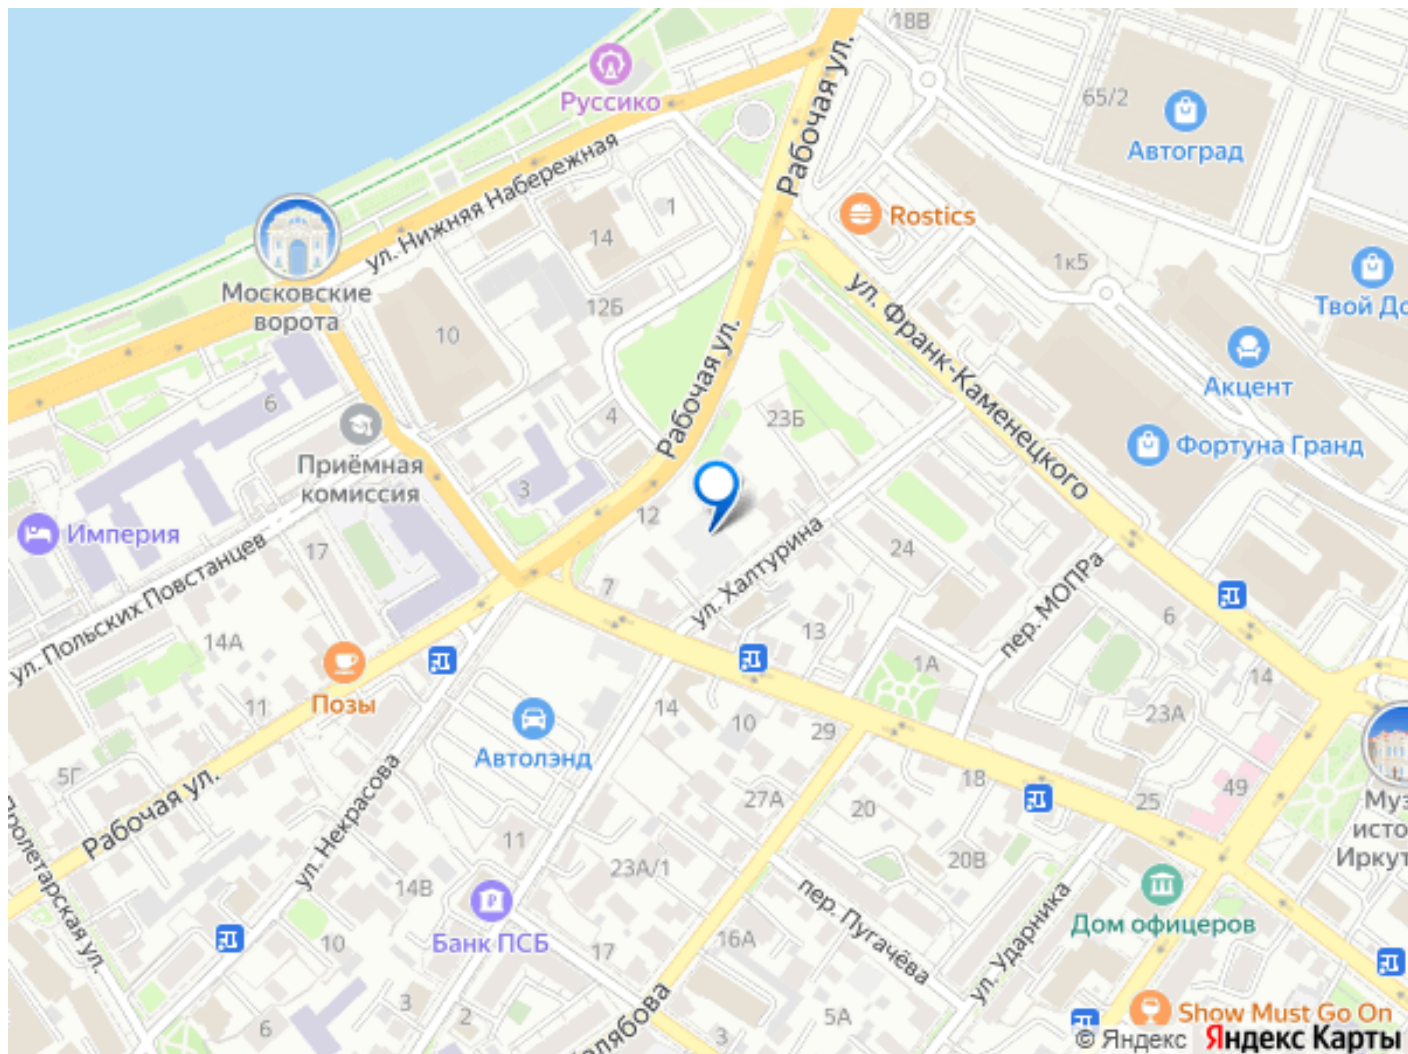 18В
Руссико
65/2
Автоград
Рабочая ул.
ул. Нижняя Набережная
1
Rostics
14
1к5
Московские
ворота
12Б
ул. Франк-Каменецкого
Твой До
10
Рабочая ул.
Акцент
6
4
23Б
Фортуна Гранд
Приёмная
комиссия
3
12
Империя
17
ул. Халтурина
24
пер. МОПРа
ул. Польских Повстанцев
7
6
14А
13
1А
14
Позы
11
14
10
29
23А
Автолэнд
5Г
18
49
25
27А
20
Муз
исто
Иркут
Рабочая ул.
ул. Некрасова
11
Пролетарская ул.
14В
23А/1
20В
пер. Пугачёва
Дом офицеров
ул. Ударника
Банк ПСБ
10
17
16А
3
2
6
елябова
3
5А
Show Must Go On
© Яндекс Яндекс Карты